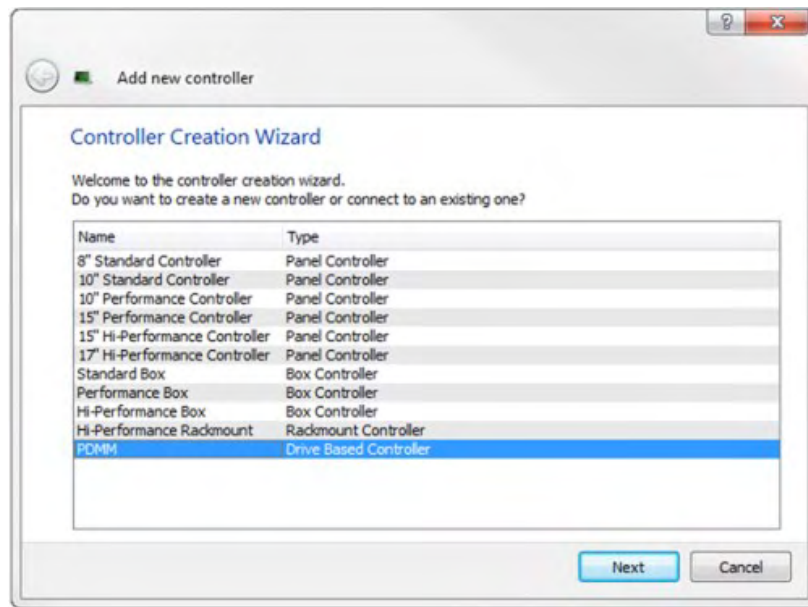 Add new controller
Controller Creation Wizard
Welcome to the controller creation wizard.
Do you want to create a new controller or connect to an existing one?
Name Type
8" Standard Controller Panel Controller
10" Standard Controller Panel Controller
10" Performance Controller Panel Controller
15" Performance Controller Panel Controller
15" Hi-Performance Controller Panel Controller
17" Hi-Performance Controller Panel Controller
Standard Box Box Controller
Performance Box Box Controller
Hi-Performance Box Box Controller
Hi-Performance Rackmount Rackmount Controller
PDMM Drive Based Controller
Next Cancel